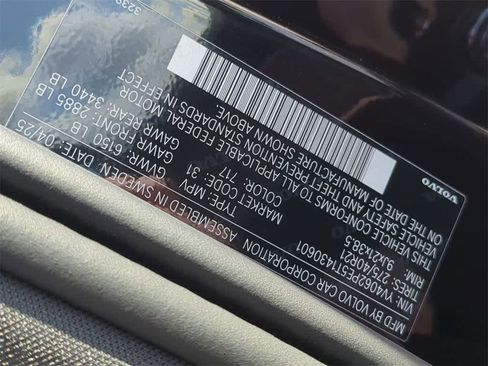 VOLVO
MFD BY VOLVO CAR CORPORATION
ASSEMBLED IN SWEDEN DATE: 04/25
GVWR: 6150 LB
GAWR FRONT: 2885 LB
GAWR REAR: 3440 LB
THIS VEHICLE CONFORMS TO ALL APPLICABLE FEDERAL MOTOR
VEHICLE SAFETY AND THEFT PREVENTION STANDARDS IN EFFECT
ON THE DATE OF MANUFACTURE SHOWN ABOVE.
VIN: YV4062PE5T1430601
TYPE: MPV
TIRES: 275/40R21
MARKET CODE: 31
RIM: 9Jx21x38.5
COLOR: 717